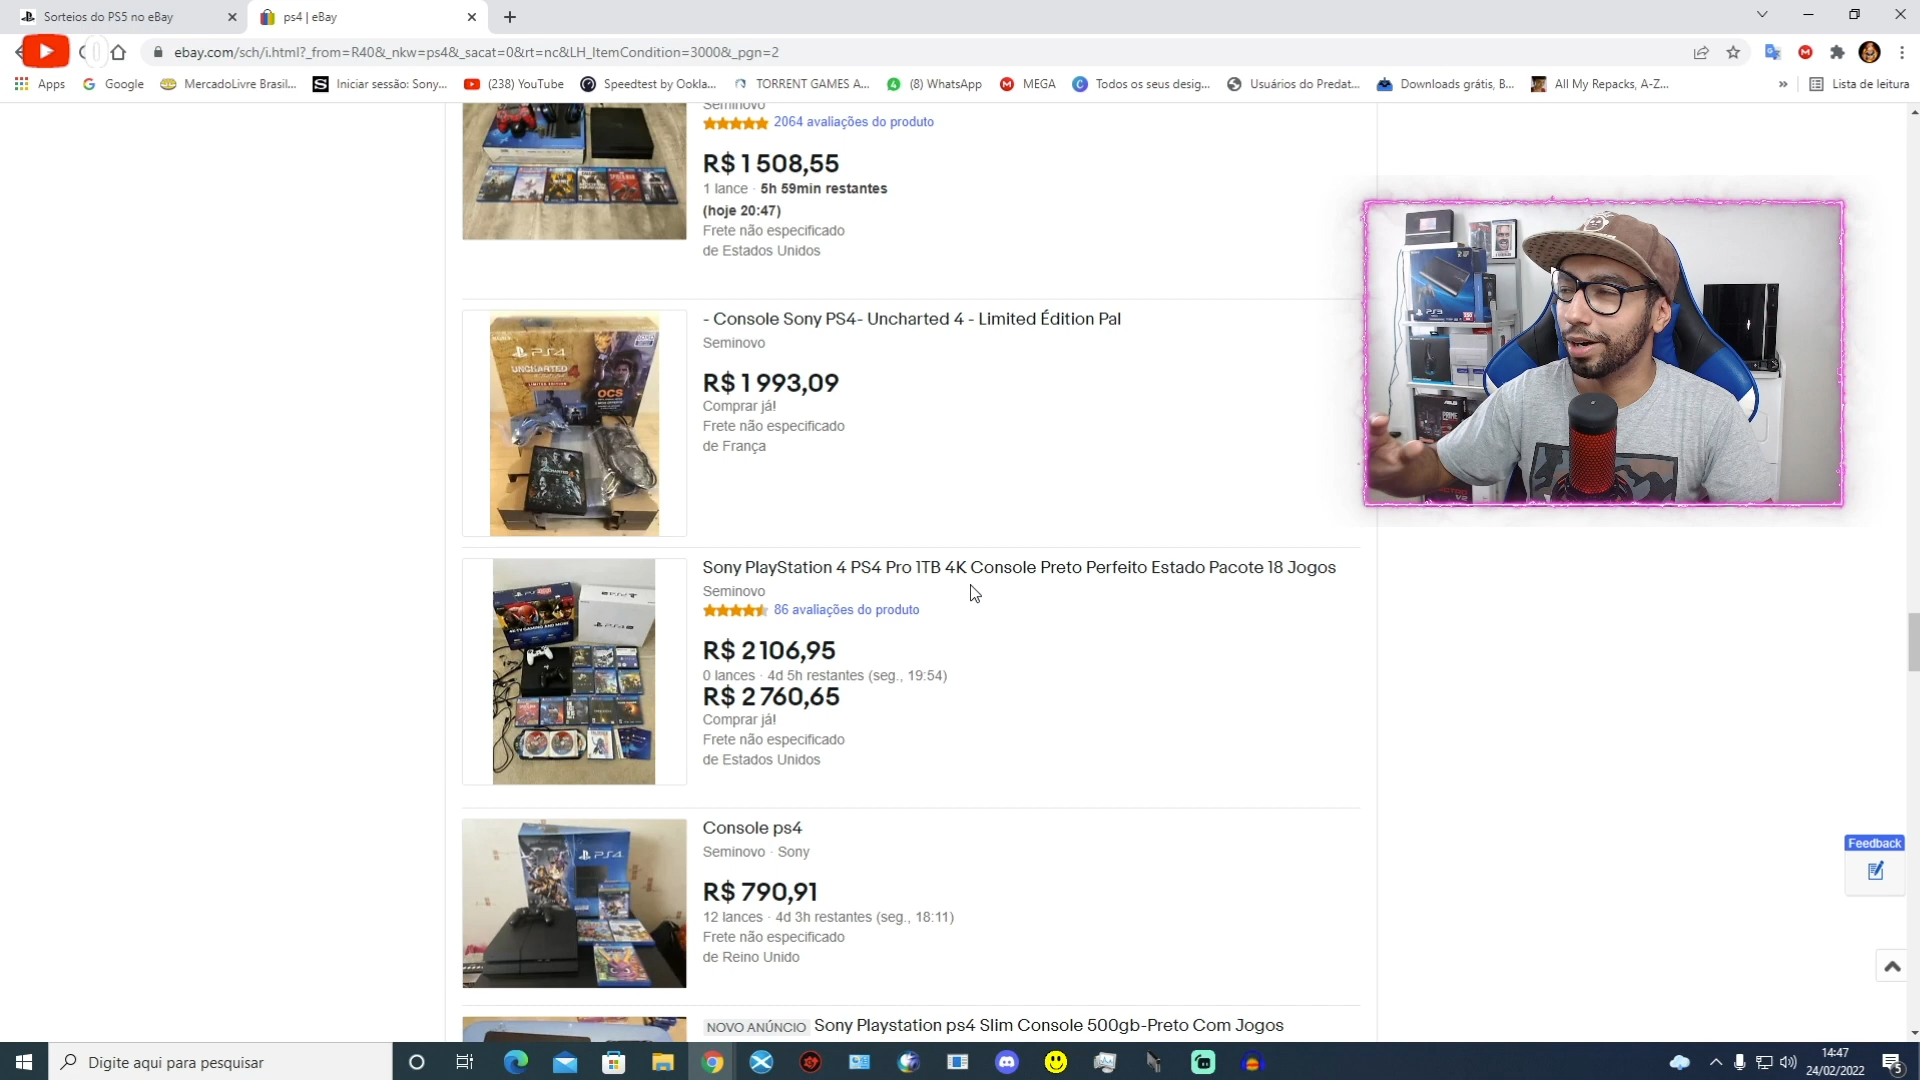 Sorteios do PS5 no eBay
ps4 | eBay
ebay.com/sch/i.html?_from=R40&_nkw=ps4&_sacat=0&rt=nc&LH_ItemCondition=3000&_pgn=2
Apps
Google
MercadoLivre Brasil...
Iniciar sessão: Sony...
(238) YouTube
Speedtest by Ookla...
TORRENT GAMES A...
(8) WhatsApp
MEGA
Todos os seus desig...
Usuários do Predat...
Downloads grátis, B...
All My Repacks, A-Z...
»
Lista de leitura
Seminovo
2064 avaliações do produto
R$ 1 508,55
1 lance · 5h 59min restantes
(hoje 20:47)
Frete não especificado
de Estados Unidos
- Console Sony PS4- Uncharted 4 - Limited Édition Pal
Seminovo
R$ 1 993,09
Comprar já!
Frete não especificado
de França
PS4
UNCHARTED 4
OCS
Sony PlayStation 4 PS4 Pro 1TB 4K Console Preto Perfeito Estado Pacote 18 Jogos
Seminovo
86 avaliações do produto
R$ 2 106,95
0 lances · 4d 5h restantes (seg., 19:54)
R$ 2 760,65
Comprar já!
Frete não especificado
de Estados Unidos
Console ps4
Seminovo · Sony
R$ 790,91
12 lances · 4d 3h restantes (seg., 18:11)
Frete não especificado
de Reino Unido
PS4
NOVO ANÚNCIO Sony Playstation ps4 Slim Console 500gb-Preto Com Jogos
PS3
Feedback
Digite aqui para pesquisar
14:47
24/02/2022
5